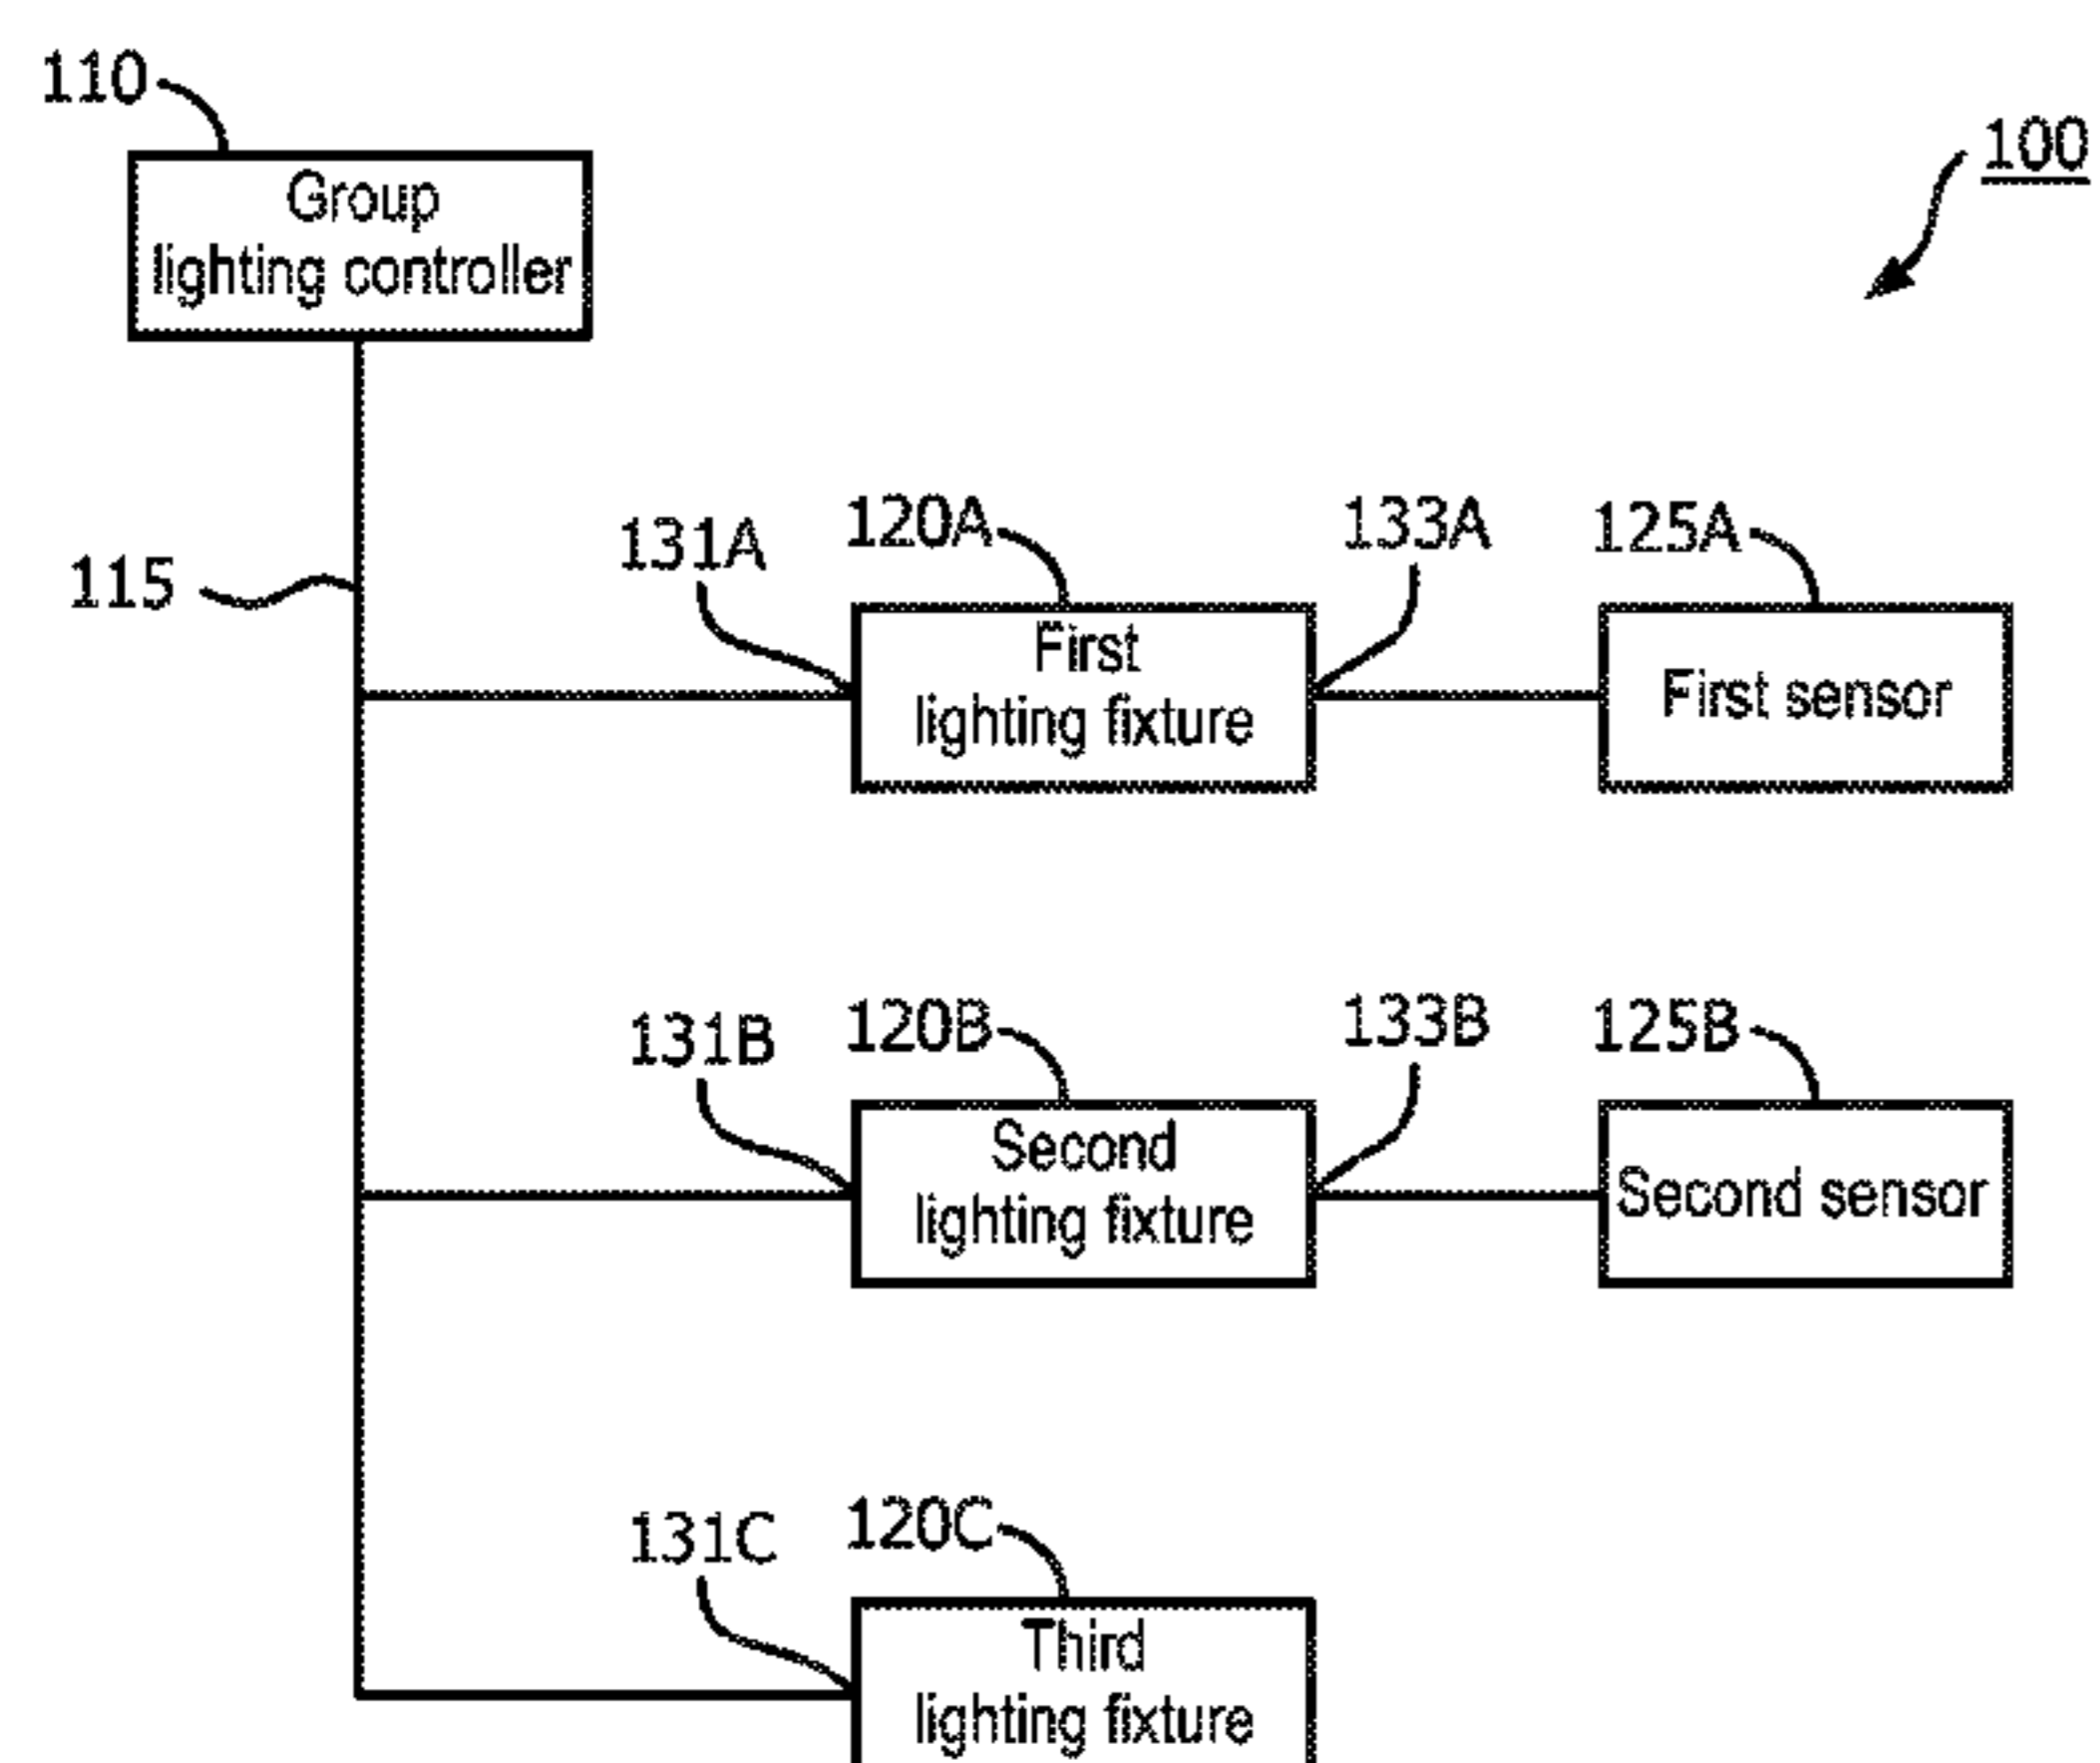 110
100
Group
lighting controller
115
131A
120A
133A
125A
First
lighting fixture
First sensor
131B
120B
133B
125B
Second
lighting fixture
Second sensor
131C
120C
Third
lighting fixture